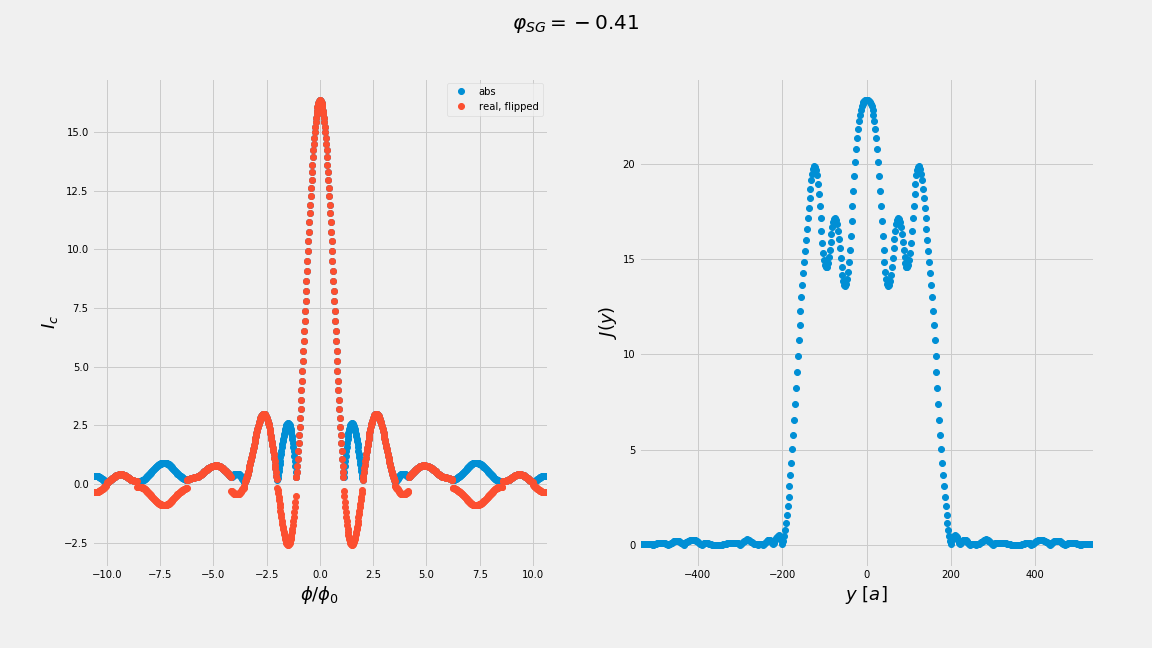 φ_SG = −0.41
abs
real, flipped
15.0
12.5
10.0
7.5
5.0
2.5
0.0
−2.5
I_c
−10.0 −7.5 −5.0 −2.5 0.0 2.5 5.0 7.5 10.0
ϕ/ϕ_0
20
15
10
5
0
J(y)
−400 −200 0 200 400
y [a]